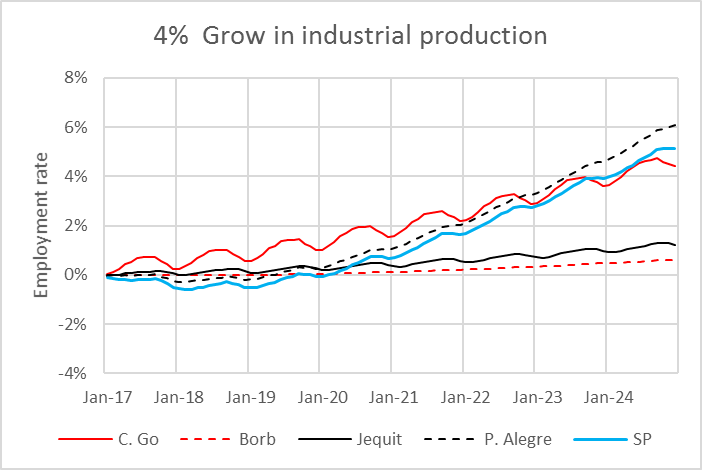 4%  Grow in industrial production
Employment rate
8%
6%
4%
2%
0%
-2%
-4%
Jan-17 Jan-18 Jan-19 Jan-20 Jan-21 Jan-22 Jan-23 Jan-24
C. Go Borb Jequit P. Alegre SP